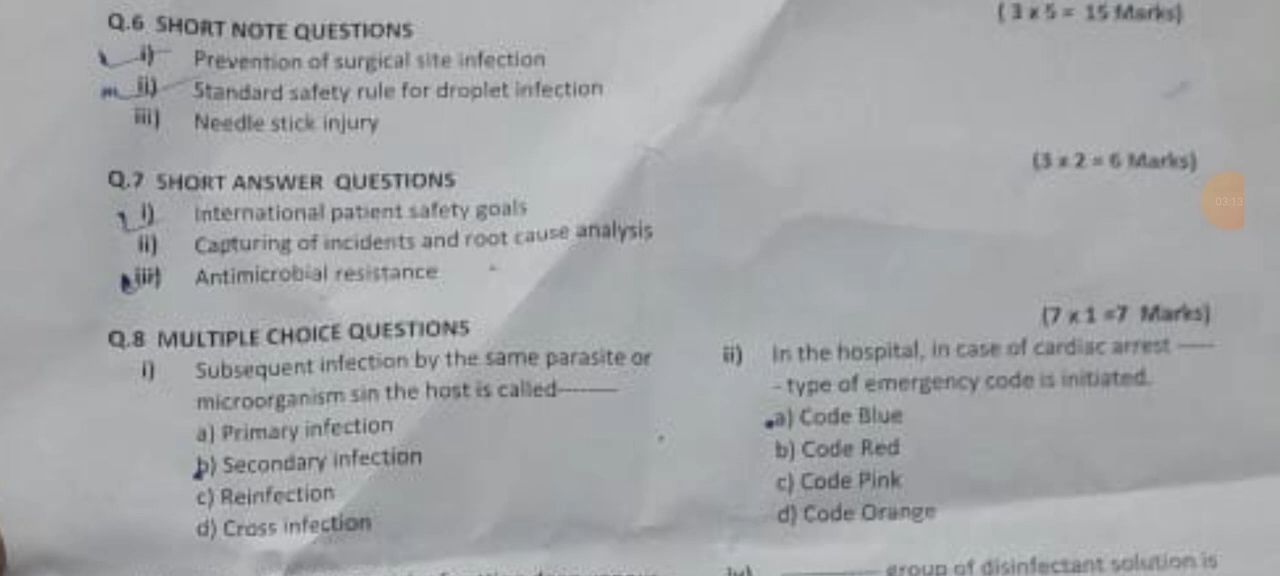 Q.6 SHORT NOTE QUESTIONS
( 3 x 5 = 15 Marks)
i) Prevention of surgical site infection
ii) Standard safety rule for droplet infection
iii) Needle stick injury
(3 x 2 = 6 Marks)
Q.7 SHORT ANSWER QUESTIONS
i) International patient safety goals
ii) Capturing of incidents and root cause analysis
iii) Antimicrobial resistance
(7 x 1 =7 Marks)
Q.8 MULTIPLE CHOICE QUESTIONS
i) Subsequent infection by the same parasite or
microorganism sin the host is called--------
a) Primary infection
b) Secondary infection
c) Reinfection
d) Cross infection
ii) In the hospital, in case of cardiac arrest -----
- type of emergency code is initiated.
a) Code Blue
b) Code Red
c) Code Pink
d) Code Orange
iv) ________ group of disinfectant solution is
03:13